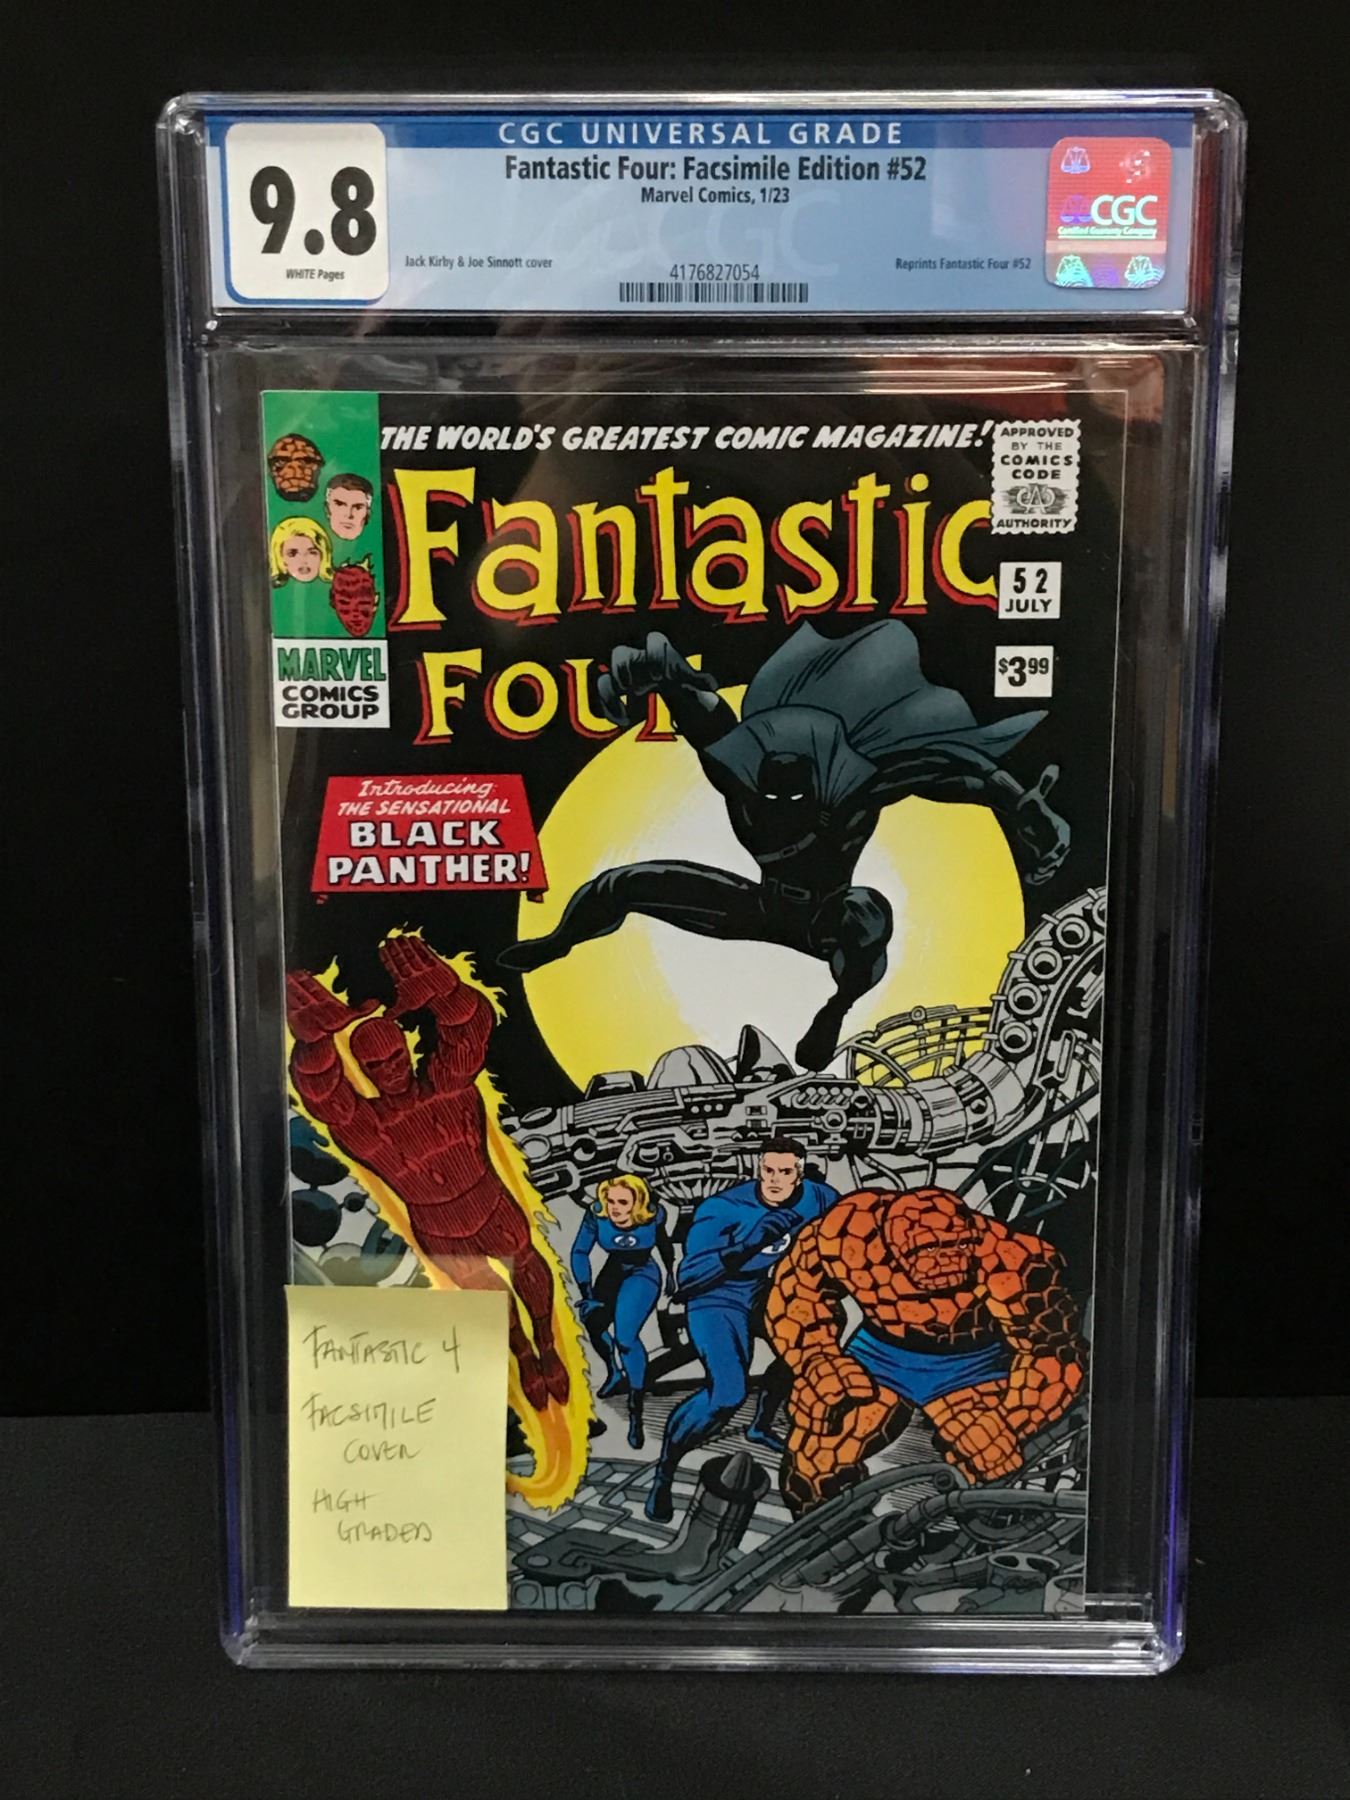 CGC UNIVERSAL GRADE
9.8
WHITE Pages
Fantastic Four: Facsimile Edition #52
Marvel Comics, 1/23
Jack Kirby & Joe Sinnott cover
4176827054
Reprints Fantastic Four #52
CGC
Certified Guaranty Company
THE WORLD'S GREATEST COMIC MAGAZINE!
APPROVED
BY THE
COMICS
CODE
CA
AUTHORITY
Fantastic
FOUR
52
JULY
$3.99
MARVEL
COMICS
GROUP
Introducing
THE SENSATIONAL
BLACK
PANTHER!
FANTASTIC 4
FACSIMILE
COVER
HIGH
GRADED